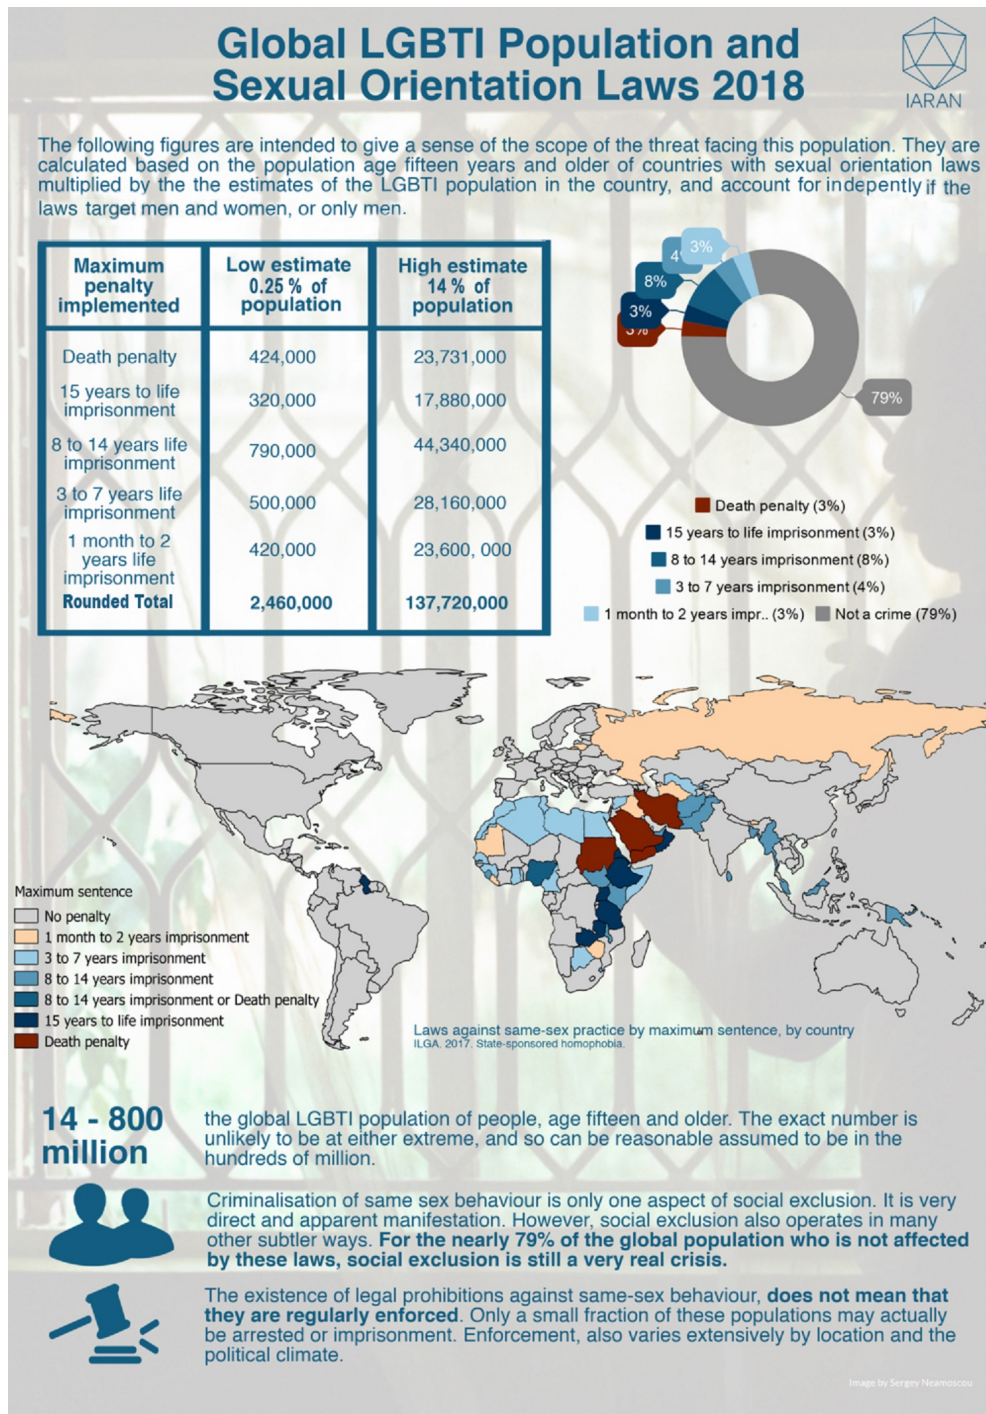 Global LGBTI Population and
Sexual Orientation Laws 2018
IARAN
The following figures are intended to give a sense of the scope of the threat facing this population. They are
calculated based on the population age fifteen years and older of countries with sexual orientation laws
multiplied by the the estimates of the LGBTI population in the country, and account for indepently if the
laws target men and women, or only men.
Maximum
penalty
implemented
Low estimate
0.25 % of
population
High estimate
14 % of
population
Death penalty
424,000
23,731,000
15 years to life
imprisonment
320,000
17,880,000
8 to 14 years life
imprisonment
790,000
44,340,000
3 to 7 years life
imprisonment
500,000
28,160,000
1 month to 2
years life
imprisonment
420,000
23,600, 000
Rounded Total
2,460,000
137,720,000
3%
4
8%
3%
3%
79%
Death penalty (3%)
15 years to life imprisonment (3%)
8 to 14 years imprisonment (8%)
3 to 7 years imprisonment (4%)
1 month to 2 years impr.. (3%) Not a crime (79%)
Maximum sentence
No penalty
1 month to 2 years imprisonment
3 to 7 years imprisonment
8 to 14 years imprisonment
8 to 14 years imprisonment or Death penalty
15 years to life imprisonment
Death penalty
Laws against same-sex practice by maximum sentence, by country
ILGA. 2017. State-sponsored homophobia.
14 - 800
million
the global LGBTI population of people, age fifteen and older. The exact number is
unlikely to be at either extreme, and so can be reasonable assumed to be in the
hundreds of million.
Criminalisation of same sex behaviour is only one aspect of social exclusion. It is very
direct and apparent manifestation. However, social exclusion also operates in many
other subtler ways. For the nearly 79% of the global population who is not affected
by these laws, social exclusion is still a very real crisis.
The existence of legal prohibitions against same-sex behaviour, does not mean that
they are regularly enforced. Only a small fraction of these populations may actually
be arrested or imprisonment. Enforcement, also varies extensively by location and the
political climate.
Image by Sergey Neamoscou